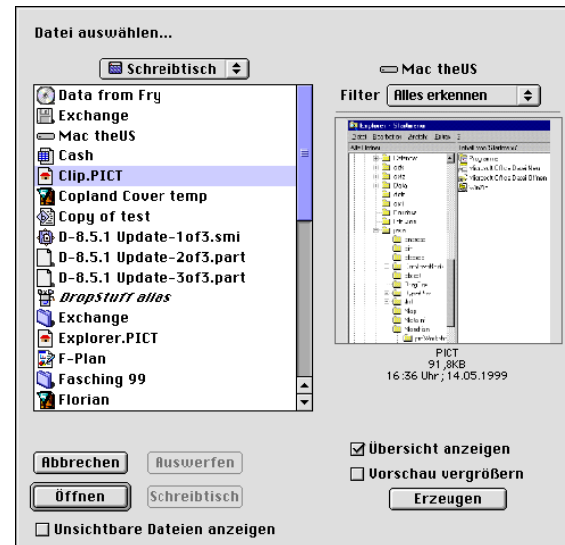 Datei auswählen...
Schreibtisch
Mac theUS
Filter Alles erkennen
Data from Fry
Exchange
Mac theUS
Cash
Clip.PICT
Copland Cover temp
Copy of test
D-8.5.1 Update-1of3.smi
D-8.5.1 Update-2of3.part
D-8.5.1 Update-3of3.part
DropStuff alias
Exchange
Explorer.PICT
F-Plan
Fasching 99
Florian
Explorer - Startmenü
Programme
PICT
91,8KB
16:36 Uhr; 14.05.1999
Abbrechen
Auswerfen
Öffnen
Schreibtisch
Unsichtbare Dateien anzeigen
Übersicht anzeigen
Vorschau vergrößern
Erzeugen